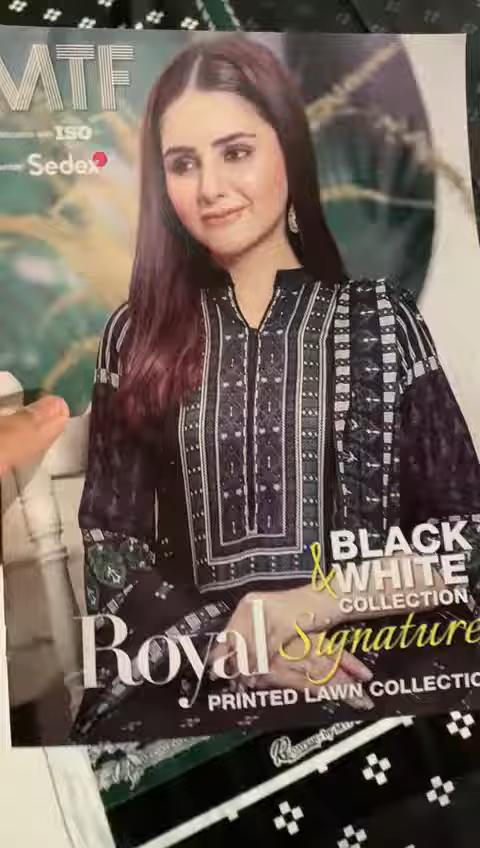 MTF
ISO
Sedex
BLACK
& WHITE
COLLECTION
Royal Signature
PRINTED LAWN COLLECTIO